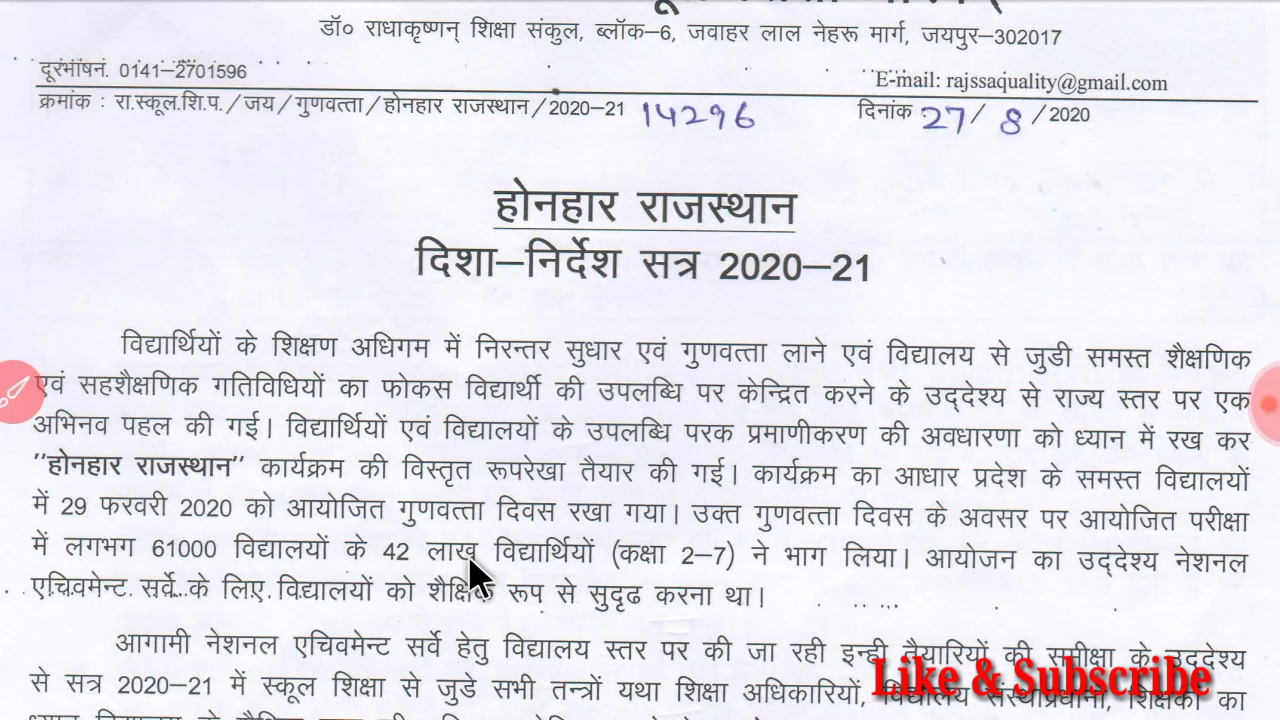 डॉ० राधाकृष्णन् शिक्षा संकुल, ब्लॉक–6, जवाहर लाल नेहरू मार्ग, जयपुर–302017
दूरभाषनं. 0141–2701596
E-mail: rajssaquality@gmail.com
क्रमांक : रा.स्कूल.शि.प./जय/गुणवत्ता/होनहार राजस्थान/2020–21 14296
दिनांक : 27/ 8 /2020
होनहार राजस्थान
दिशा–निर्देश सत्र 2020–21
विद्यार्थियों के शिक्षण अधिगम में निरन्तर सुधार एवं गुणवत्ता लाने एवं विद्यालय से जुडी समस्त शैक्षणिक
एवं सहशैक्षणिक गतिविधियों का फोकस विद्यार्थी की उपलब्धि पर केन्द्रित करने के उद्देश्य से राज्य स्तर पर एक
अभिनव पहल की गई। विद्यार्थियों एवं विद्यालयों के उपलब्धि परक प्रमाणीकरण की अवधारणा को ध्यान में रख कर
"होनहार राजस्थान" कार्यक्रम की विस्तृत रूपरेखा तैयार की गई। कार्यक्रम का आधार प्रदेश के समस्त विद्यालयों
में 29 फरवरी 2020 को आयोजित गुणवत्ता दिवस रखा गया। उक्त गुणवत्ता दिवस के अवसर पर आयोजित परीक्षा
में लगभग 61000 विद्यालयों के 42 लाख विद्यार्थियों (कक्षा 2–7) ने भाग लिया। आयोजन का उद्देश्य नेशनल
एचिवमेन्ट सर्वे के लिए विद्यालयों को शैक्षिक रूप से सुदृढ करना था।
आगामी नेशनल एचिवमेन्ट सर्वे हेतु विद्यालय स्तर पर की जा रही इन्ही तैयारियों की समीक्षा के उद्देश्य
से सत्र 2020–21 में स्कूल शिक्षा से जुडे सभी तन्त्रों यथा शिक्षा अधिकारियों, विद्यालय संस्थाप्रधानों, शिक्षकों का
Like & Subscribe